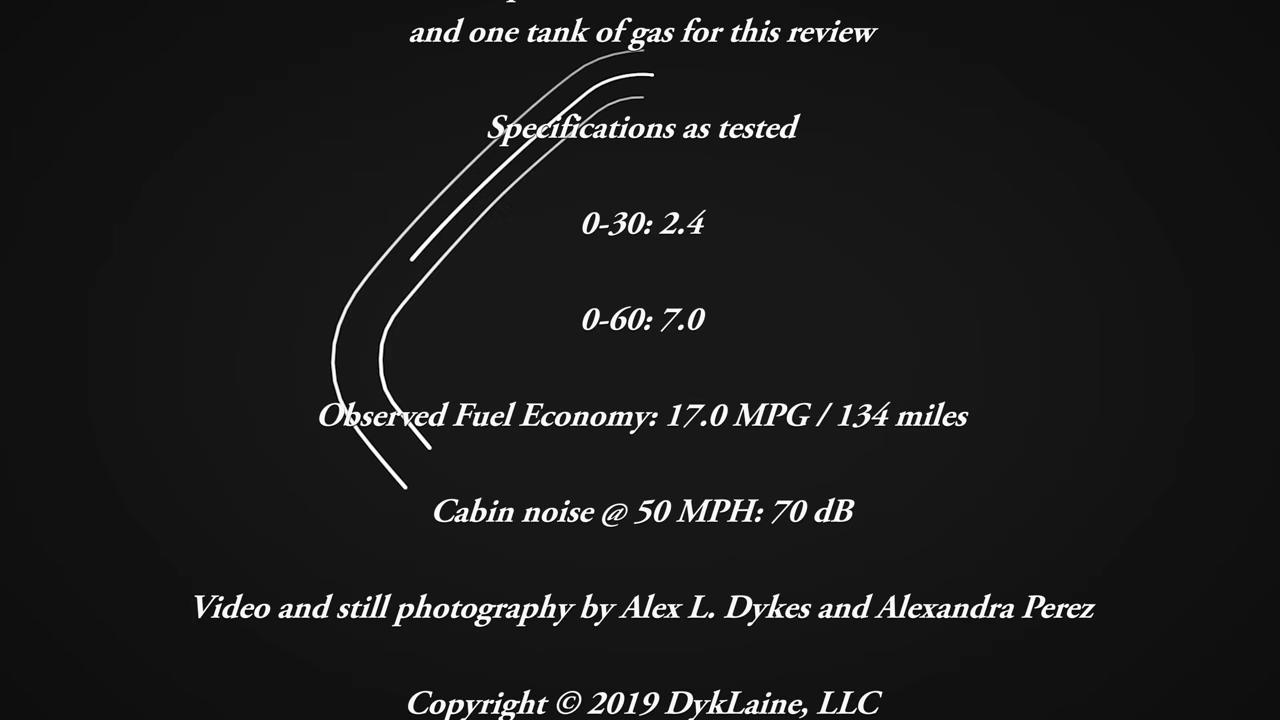 and one tank of gas for this review
Specifications as tested
0-30: 2.4
0-60: 7.0
Observed Fuel Economy: 17.0 MPG / 134 miles
Cabin noise @ 50 MPH: 70 dB
Video and still photography by Alex L. Dykes and Alexandra Perez
Copyright © 2019 DykLaine, LLC